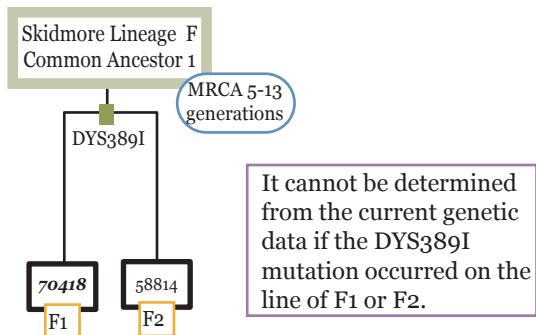 Skidmore Lineage F
Common Ancestor 1
MRCA 5-13
generations
DYS389I
It cannot be determined
from the current genetic
data if the DYS389I
mutation occurred on the
line of F1 or F2.
70418
58814
F1
F2